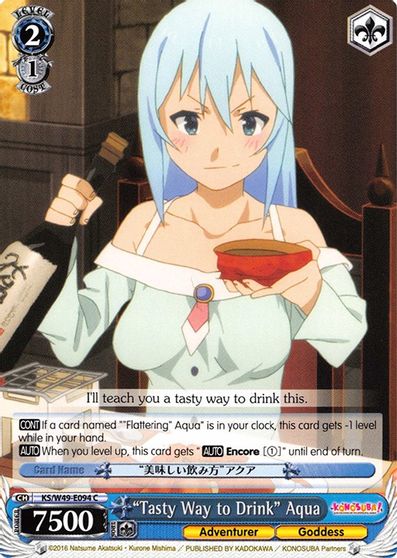 LEVEL
2
1
COST
I'll teach you a tasty way to drink this.
CONT If a card named ""Flattering" Aqua" is in your clock, this card gets -1 level
while in your hand.
AUTO When you level up, this card gets "AUTO Encore [①]" until end of turn.
Card Name
“美味しい飲み方”アクア
CH KS/W49-E094 C
POWER
7500
"Tasty Way to Drink" Aqua
KONOSUBA!
Adventurer
Goddess
©2016 Natsume Akatsuki・Kurone Mishima / PUBLISHED BY KADOKAWA / KONOSUBA Partners